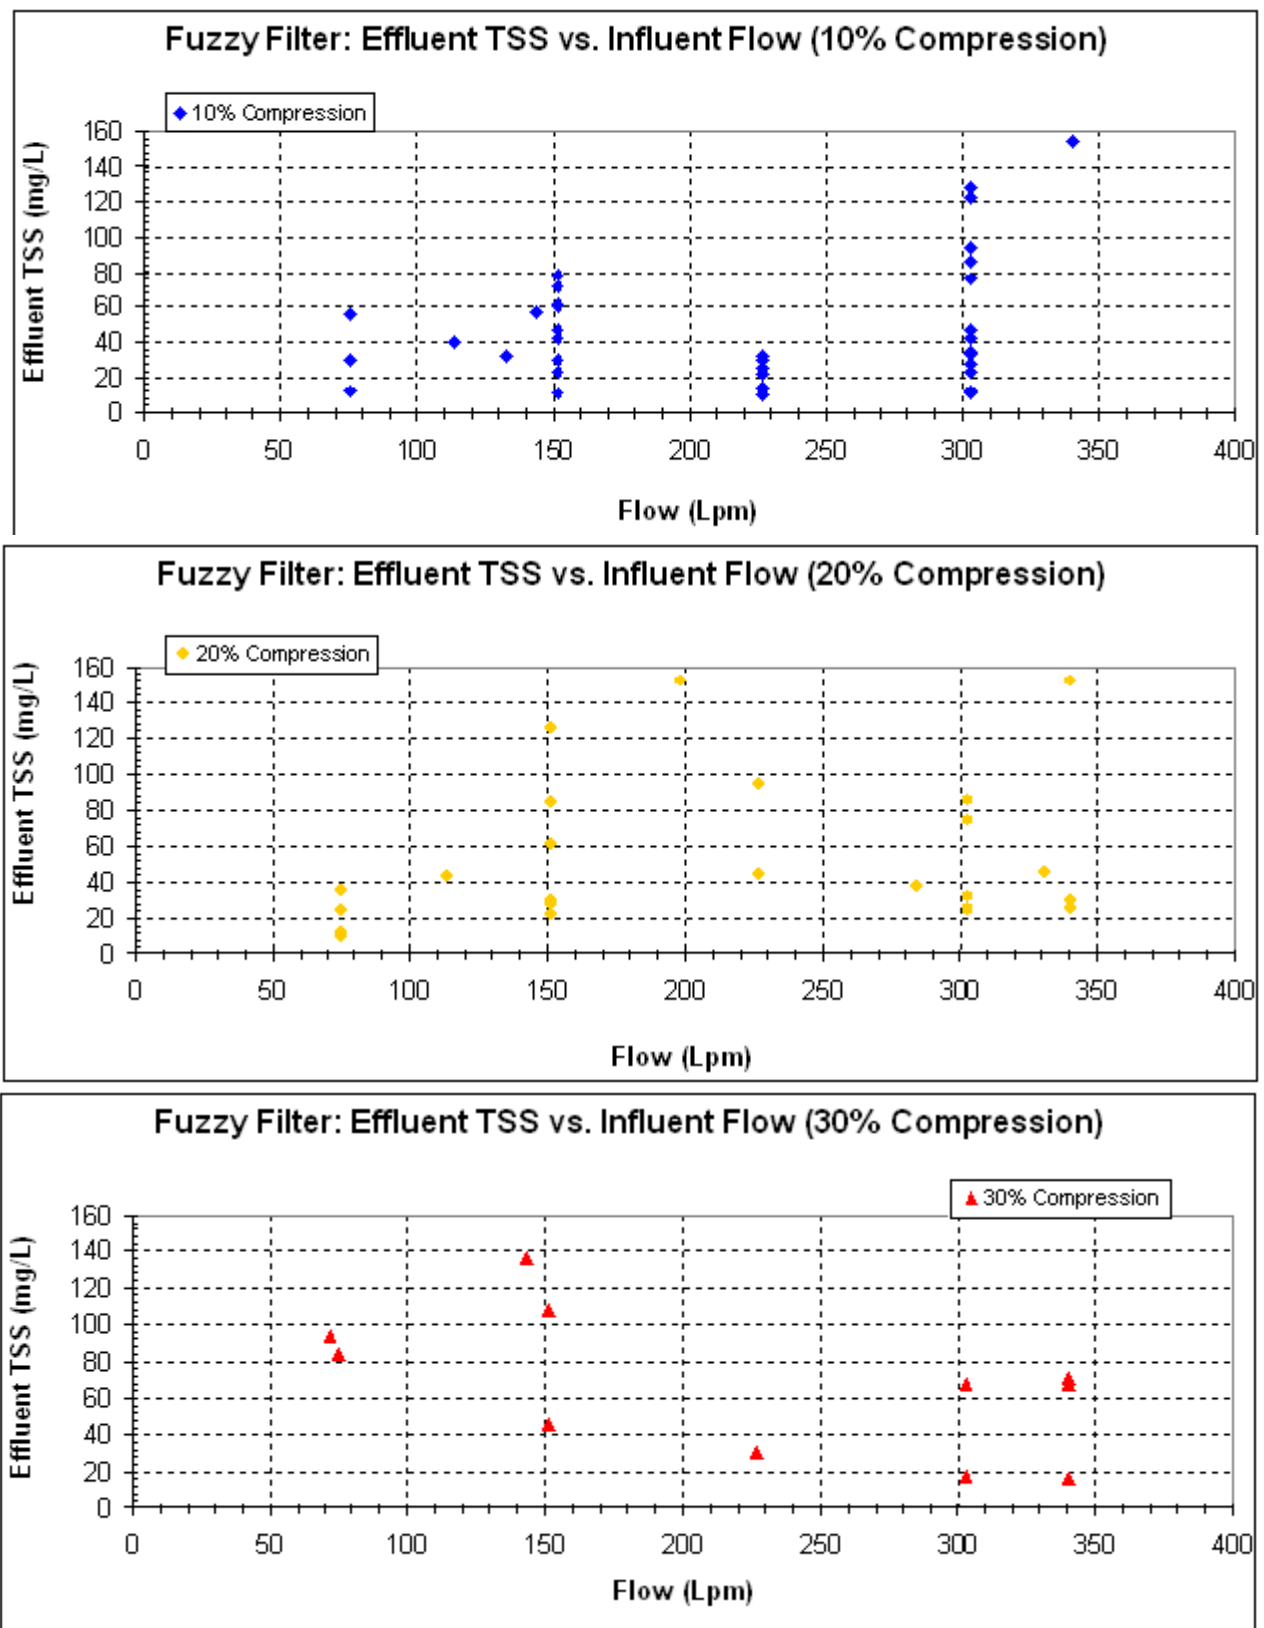 Fuzzy Filter: Effluent TSS vs. Influent Flow (10% Compression)
10% Compression
Effluent TSS (mg/L)
160
140
120
100
80
60
40
20
0
0 50 100 150 200 250 300 350 400
Flow (Lpm)
Fuzzy Filter: Effluent TSS vs. Influent Flow (20% Compression)
20% Compression
Effluent TSS (mg/L)
160
140
120
100
80
60
40
20
0
0 50 100 150 200 250 300 350 400
Flow (Lpm)
Fuzzy Filter: Effluent TSS vs. Influent Flow (30% Compression)
30% Compression
Effluent TSS (mg/L)
160
140
120
100
80
60
40
20
0
0 50 100 150 200 250 300 350 400
Flow (Lpm)